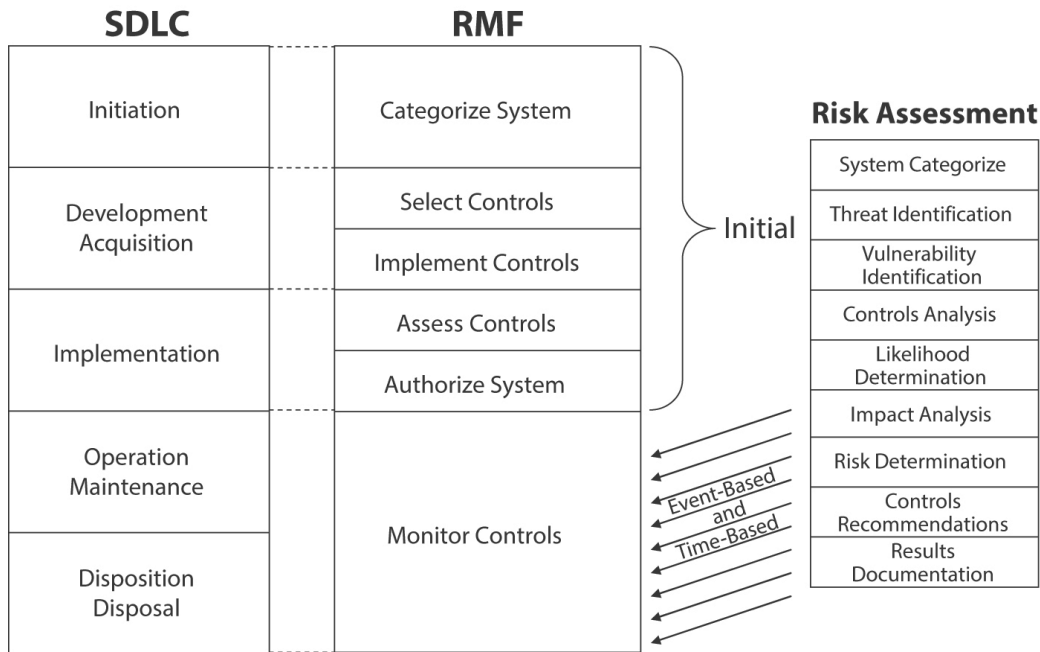 SDLC
Initiation
Development
Acquisition
Implementation
Operation
Maintenance
Disposition
Disposal
RMF
Categorize System
Select Controls
Implement Controls
Assess Controls
Authorize System
Monitor Controls
Initial
Event-Based
and
Time-Based
Risk Assessment
System Categorize
Threat Identification
Vulnerability
Identification
Controls Analysis
Likelihood
Determination
Impact Analysis
Risk Determination
Controls
Recommendations
Results
Documentation